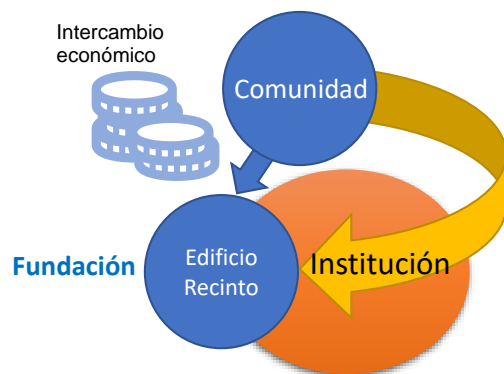 Intercambio
económico
Comunidad
Fundación
Edificio
Recinto
Institución